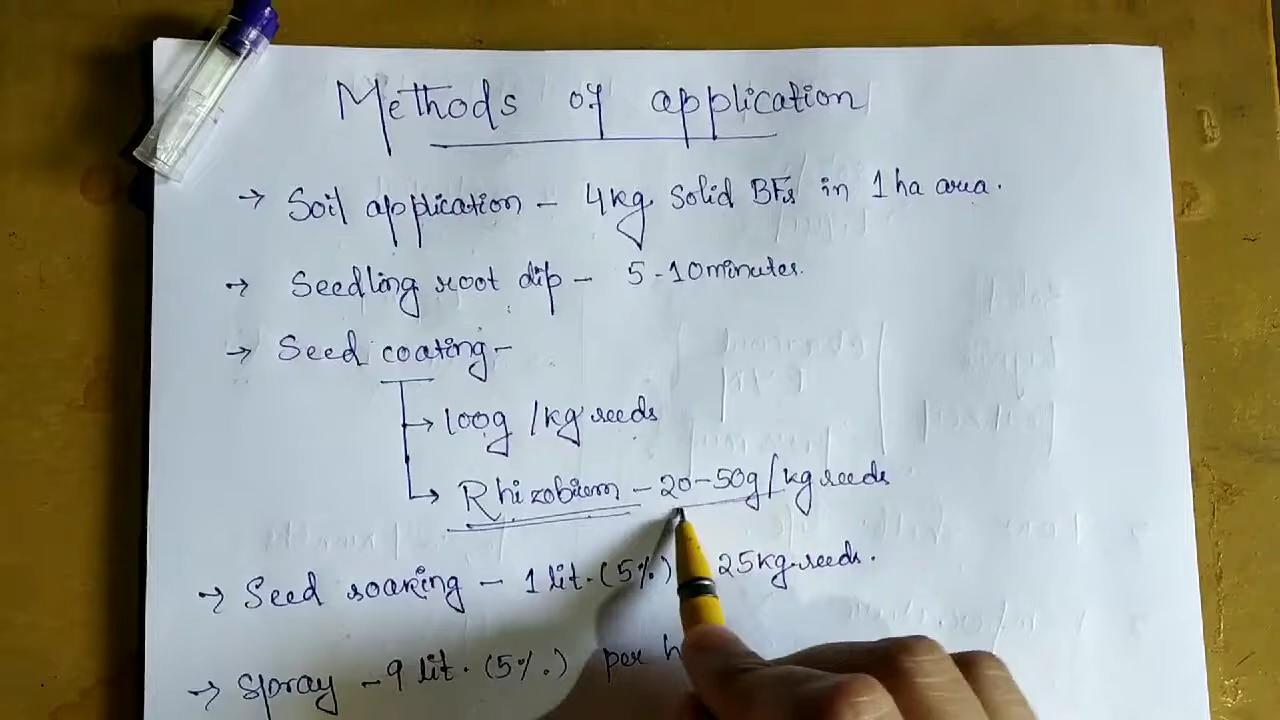 Methods of application
→ Soil application - 4kg solid BFs in 1 ha area.
→ Seedling root dip - 5-10 minutes.
→ Seed coating -
→ 100g /kg seeds
→ Rhizobium - 20-50g/kg seeds
→ Seed soaking - 1 lit. (5%) 25kg seeds.
→ Spray - 9 lit. (5%) per